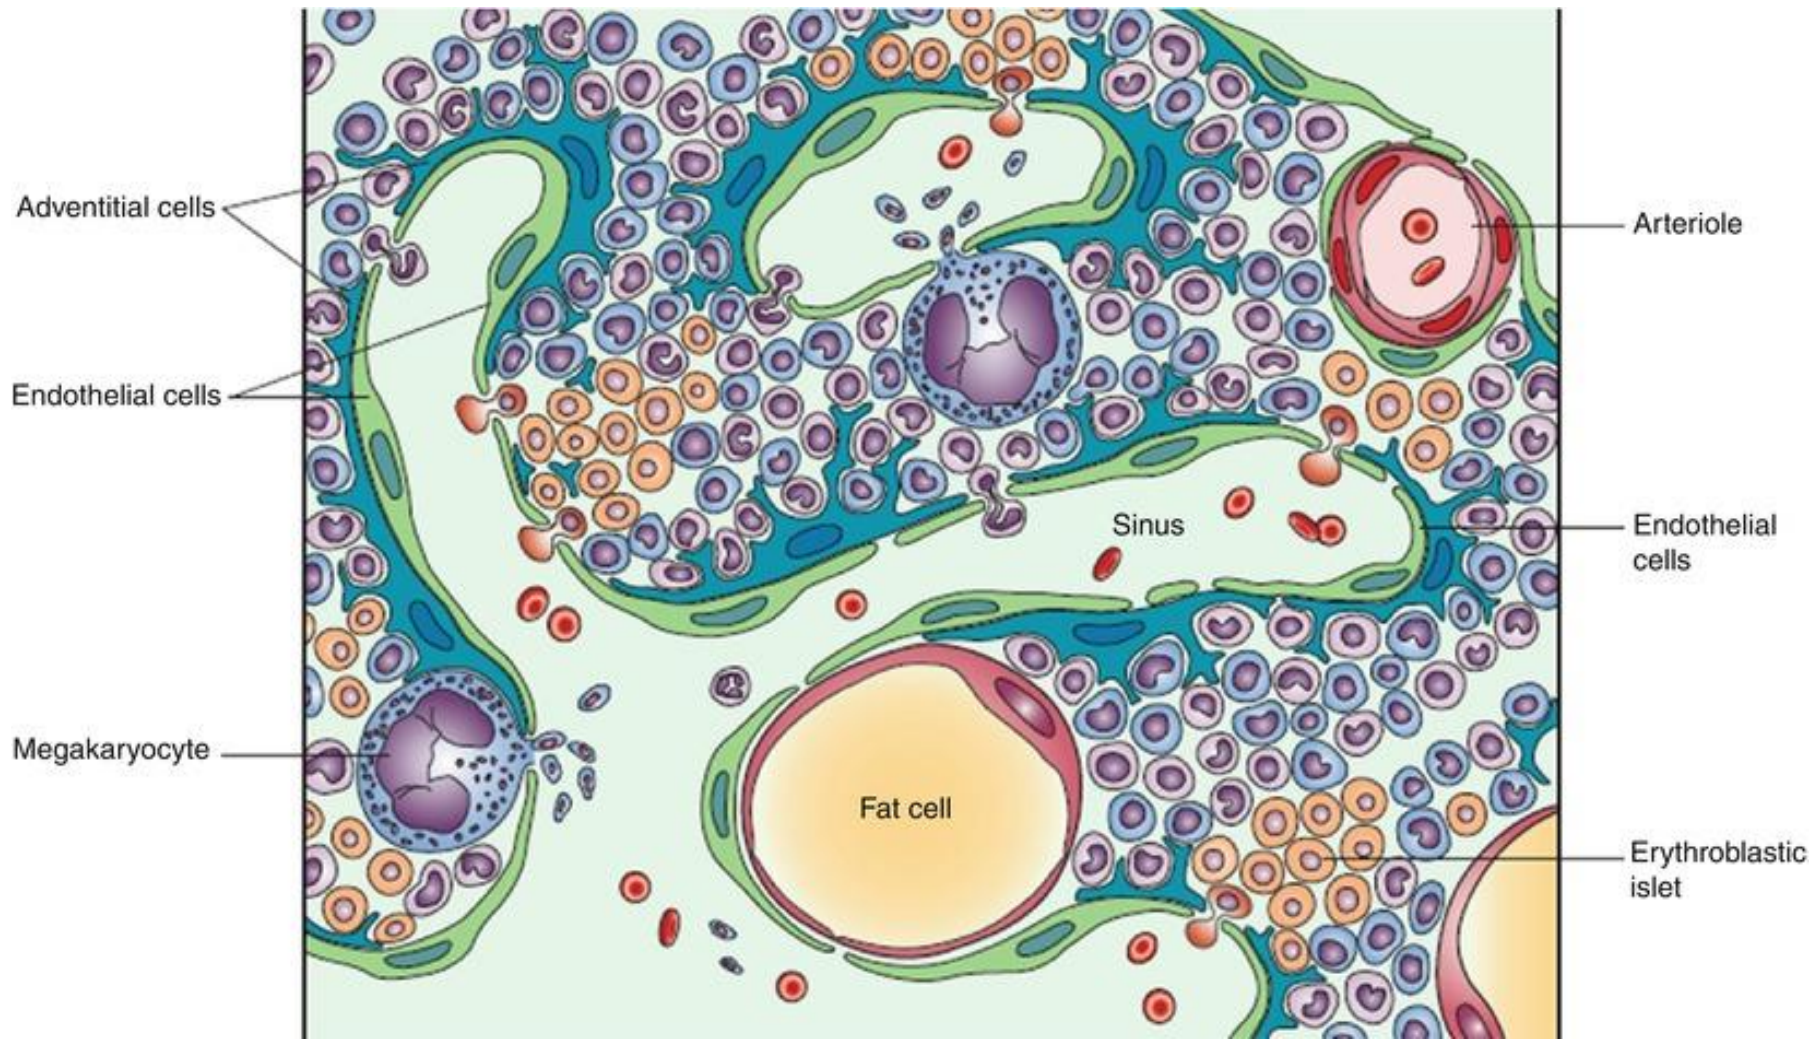 Adventitial cells
Arteriole
Endothelial cells
Sinus
Endothelial
cells
Megakaryocyte
Fat cell
Erythroblastic
islet